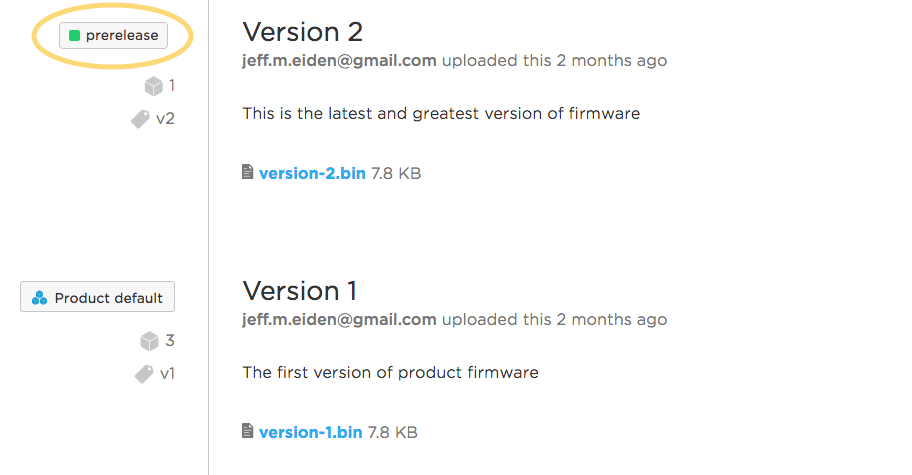 prerelease
1
v2
Version 2
jeff.m.eiden@gmail.com uploaded this 2 months ago
This is the latest and greatest version of firmware
version-2.bin 7.8 KB
Product default
3
v1
Version 1
jeff.m.eiden@gmail.com uploaded this 2 months ago
The first version of product firmware
version-1.bin 7.8 KB